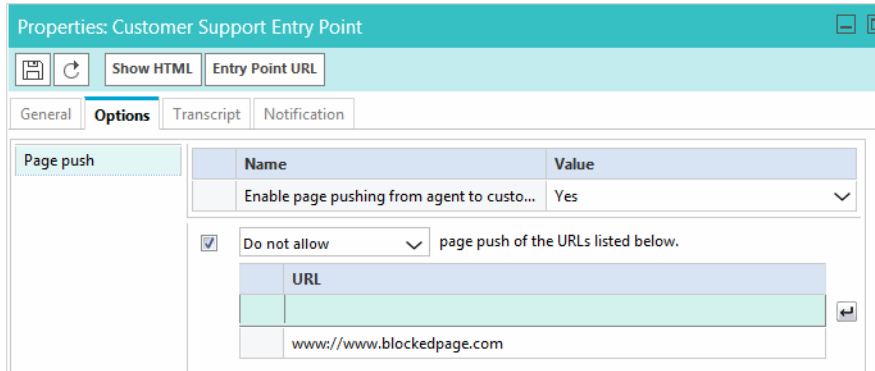 Properties: Customer Support Entry Point
Show HTML Entry Point URL
General Options Transcript Notification
Page push
Name Value
Enable page pushing from agent to custo... Yes
Do not allow page push of the URLs listed below.
URL
www://www.blockedpage.com